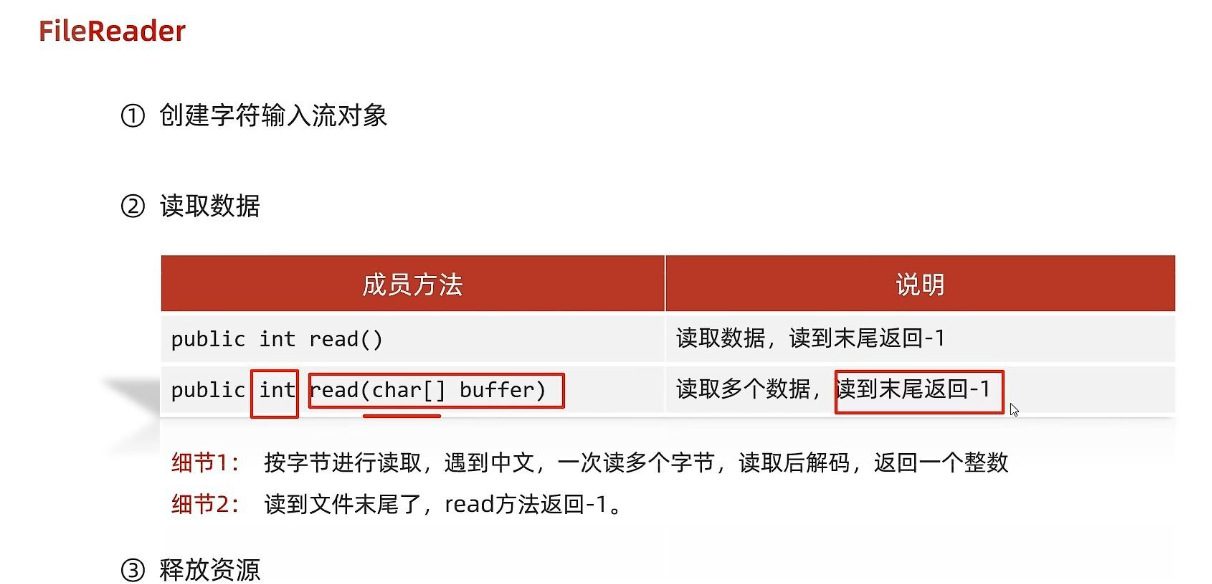 FileReader
① 创建字符输入流对象
② 读取数据
成员方法 说明
public int read() 读取数据，读到末尾返回-1
public int read(char[] buffer) 读取多个数据，读到末尾返回-1
细节1： 按字节进行读取，遇到中文，一次读多个字节，读取后解码，返回一个整数
细节2： 读到文件末尾了，read方法返回-1。
③ 释放资源